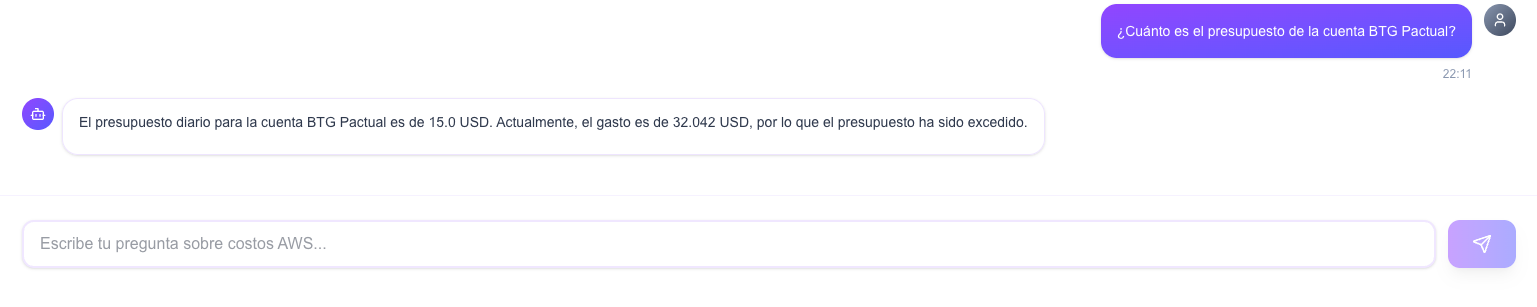 ¿Cuánto es el presupuesto de la cuenta BTG Pactual?
22:11
El presupuesto diario para la cuenta BTG Pactual es de 15.0 USD. Actualmente, el gasto es de 32.042 USD, por lo que el presupuesto ha sido excedido.
Escribe tu pregunta sobre costos AWS...